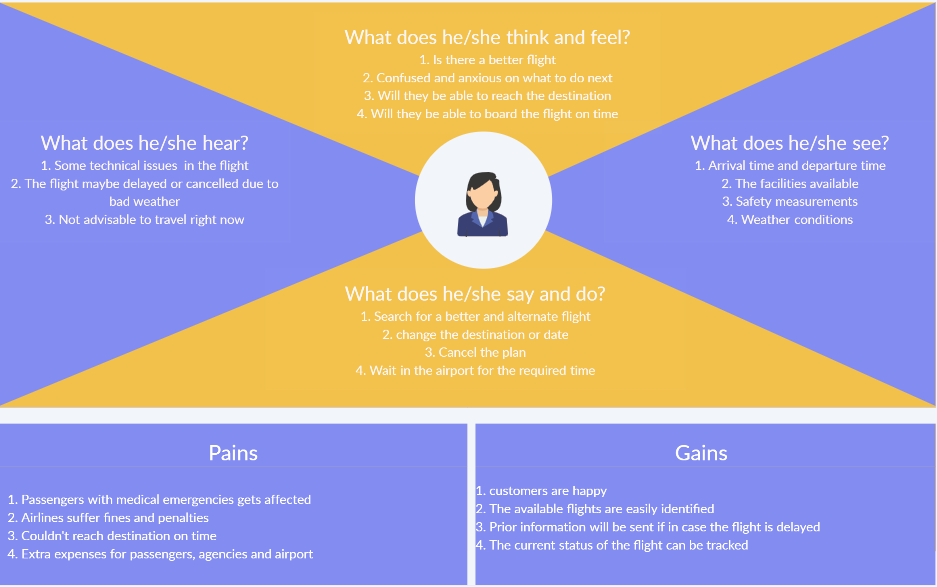 What does he/she think and feel?
1. Is there a better flight
2. Confused and anxious on what to do next
3. Will they be able to reach the destination
4. Will they be able to board the flight on time
What does he/she hear?
1. Some technical issues in the flight
2. The flight maybe delayed or cancelled due to
bad weather
3. Not advisable to travel right now
What does he/she see?
1. Arrival time and departure time
2. The facilities available
3. Safety measurements
4. Weather conditions
What does he/she say and do?
1. Search for a better and alternate flight
2. change the destination or date
3. Cancel the plan
4. Wait in the airport for the required time
Pains
1. Passengers with medical emergencies gets affected
2. Airlines suffer fines and penalties
3. Couldn't reach destination on time
4. Extra expenses for passengers, agencies and airport
Gains
1. customers are happy
2. The available flights are easily identified
3. Prior information will be sent if in case the flight is delayed
4. The current status of the flight can be tracked